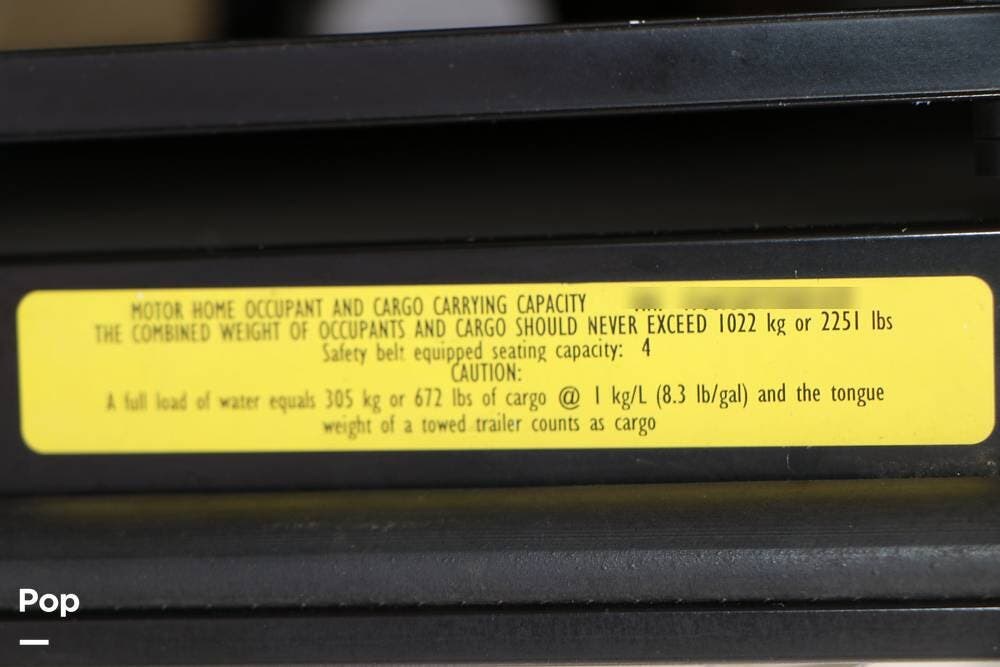 MOTOR HOME OCCUPANT AND CARGO CARRYING CAPACITY
THE COMBINED WEIGHT OF OCCUPANTS AND CARGO SHOULD NEVER EXCEED 1022 kg or 2251 lbs
Safety belt equipped seating capacity: 4
CAUTION:
A full load of water equals 305 kg or 672 lbs of cargo @ 1 kg/L (8.3 lb/gal) and the tongue
weight of a towed trailer counts as cargo
Pop